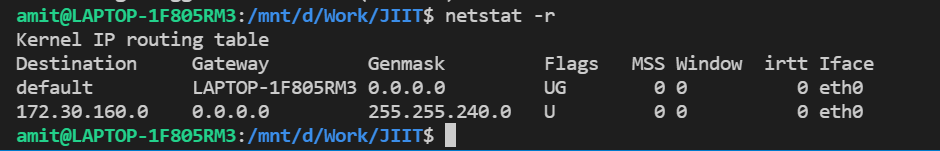 amit@LAPTOP-1F805RM3:/mnt/d/Work/JIIT$ netstat -r
Kernel IP routing table
Destination     Gateway         Genmask         Flags   MSS Window  irtt Iface
default         LAPTOP-1F805RM3 0.0.0.0         UG        0 0          0 eth0
172.30.160.0    0.0.0.0         255.255.240.0   U         0 0          0 eth0
amit@LAPTOP-1F805RM3:/mnt/d/Work/JIIT$